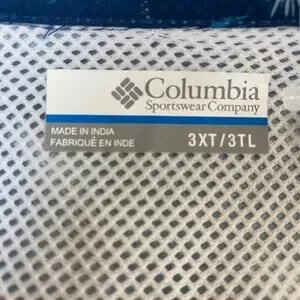 Columbia
Sportswear Company
MADE IN INDIA
FABRIQUÉ EN INDE
3XT/3TL